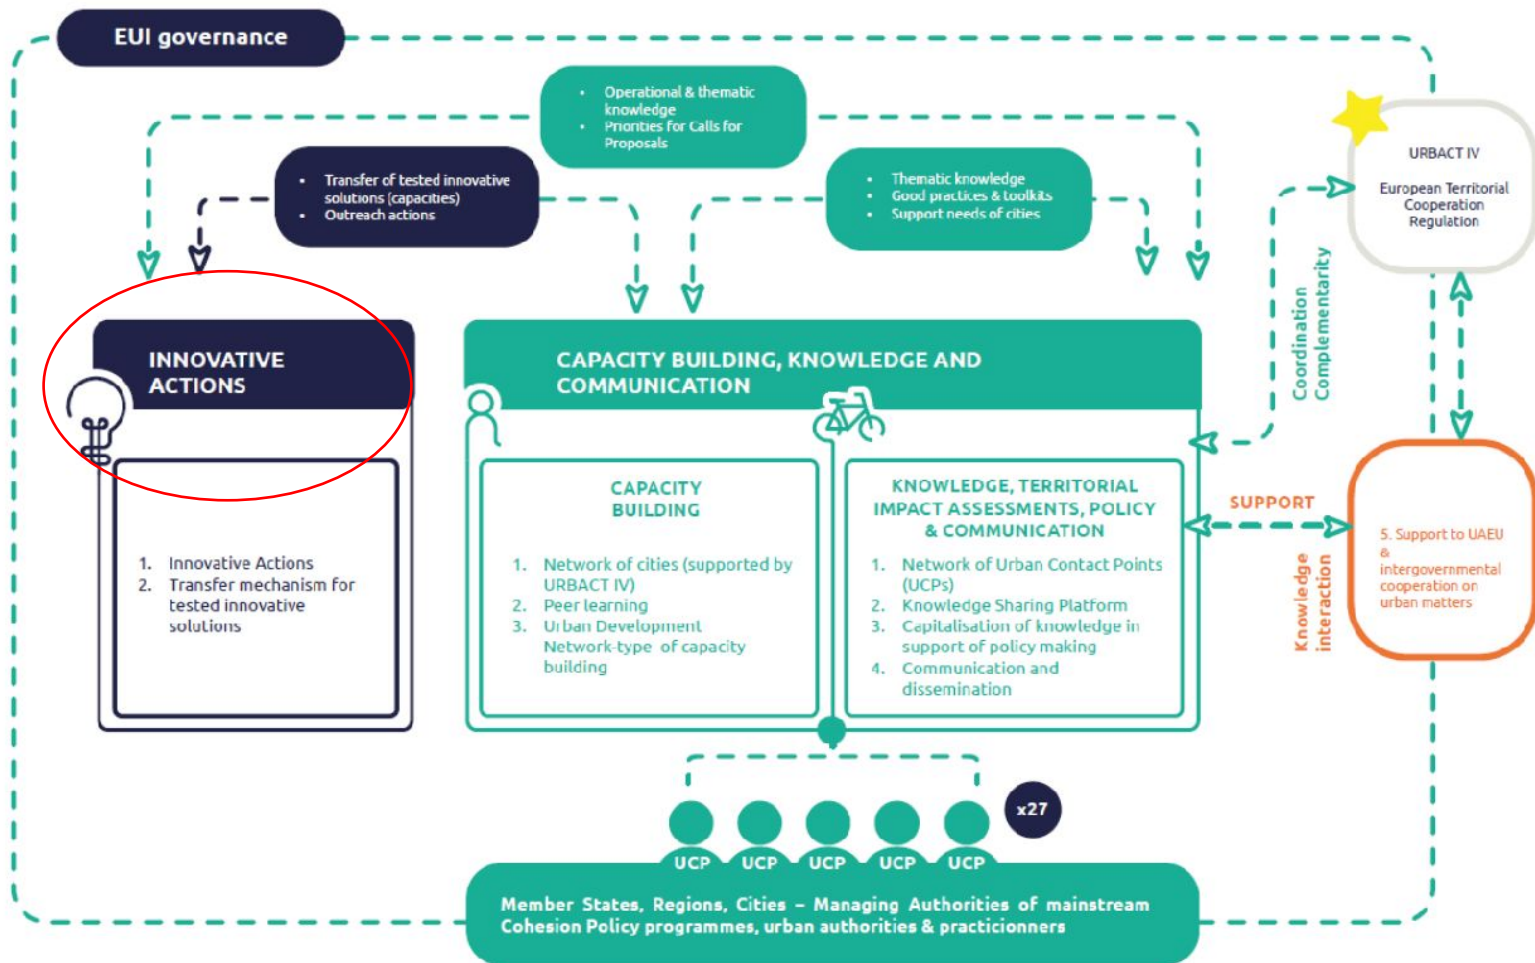 EUI governance
• Operational & thematic
knowledge
• Priorities for Calls for
Proposals
• Transfer of tested innovative
solutions (capacities)
• Outreach actions
• Thematic knowledge
• Good practices & toolkits
• Support needs of cities
URBACT IV
European Territorial
Cooperation
Regulation
Coordination
Complementarity
INNOVATIVE
ACTIONS
1. Innovative Actions
2. Transfer mechanism for
tested innovative
solutions
CAPACITY BUILDING, KNOWLEDGE AND
COMMUNICATION
CAPACITY
BUILDING
1. Network of cities (supported by
URBACT IV)
2. Peer learning
3. Urban Development
Network-type of capacity
building
KNOWLEDGE, TERRITORIAL
IMPACT ASSESSMENTS, POLICY
& COMMUNICATION
1. Network of Urban Contact Points
(UCPs)
2. Knowledge Sharing Platform
3. Capitalisation of knowledge in
support of policy making
4. Communication and
dissemination
SUPPORT
Knowledge
interaction
5. Support to UAEU
&
intergovernmental
cooperation on
urban matters
x27
UCP UCP UCP UCP UCP
Member States, Regions, Cities – Managing Authorities of mainstream
Cohesion Policy programmes, urban authorities & practicionners